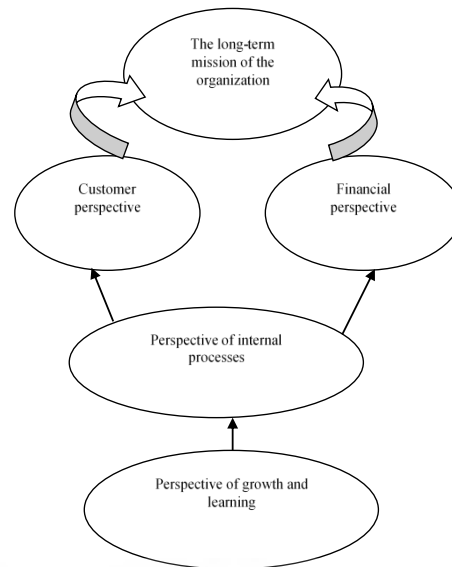 The long-term
mission of the
organization
Customer
perspective
Financial
perspective
Perspective of internal
processes
Perspective of growth and
learning